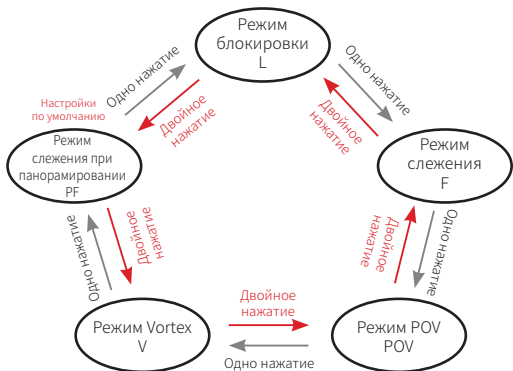 Режим
блокировки
L
Одно нажатие
Двойное
нажатие
Одно нажатие
Двойное
нажатие
Настройки
по умолчанию
Режим
слежения при
панорамировании
PF
Режим
слежения
F
Одно нажатие
Двойное
нажатие
Двойное
нажатие
Одно нажатие
Режим Vortex
V
Двойное
нажатие
Одно нажатие
Режим POV
POV